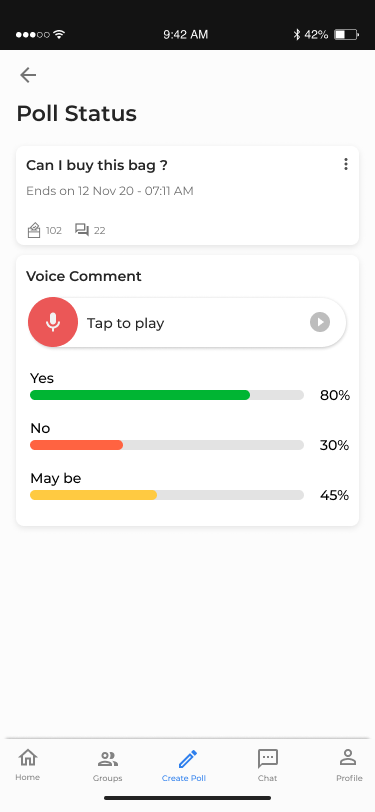 9:42 AM
42%
Poll Status
Can I buy this bag ?
Ends on 12 Nov 20 - 07:11 AM
102 22
Voice Comment
Tap to play
Yes
80%
No
30%
May be
45%
Home Groups Create Poll Chat Profile